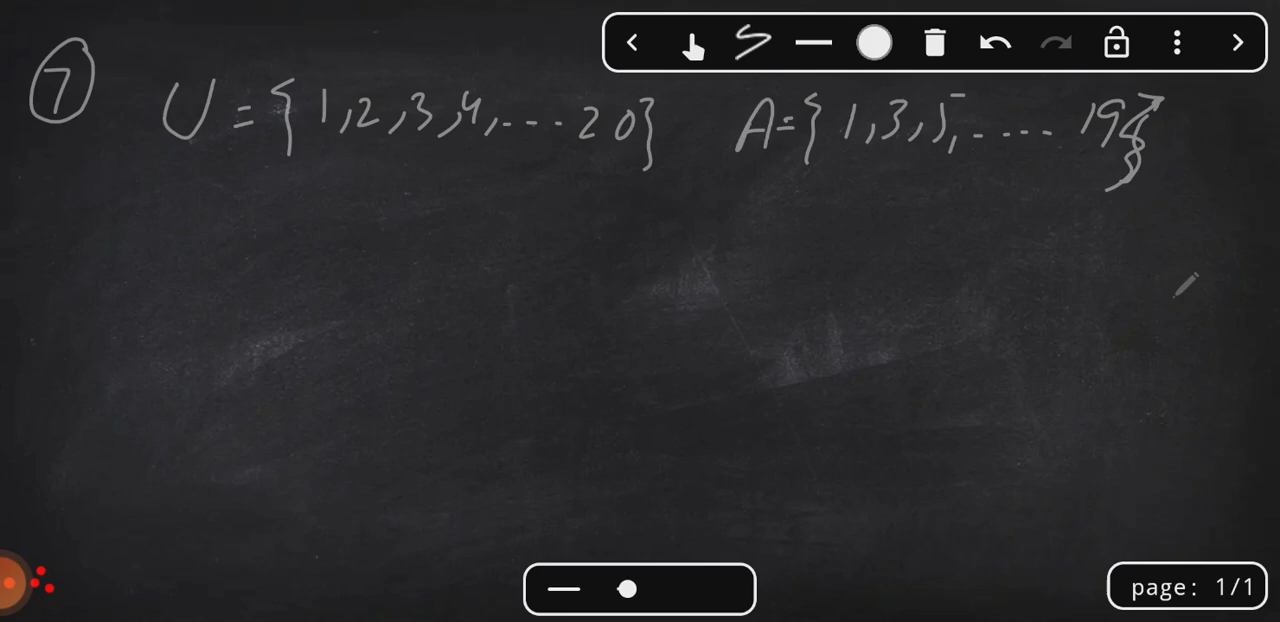 7 U = { 1,2,3,4,....20} A={ 1,3,5,..... 19}
page: 1/1